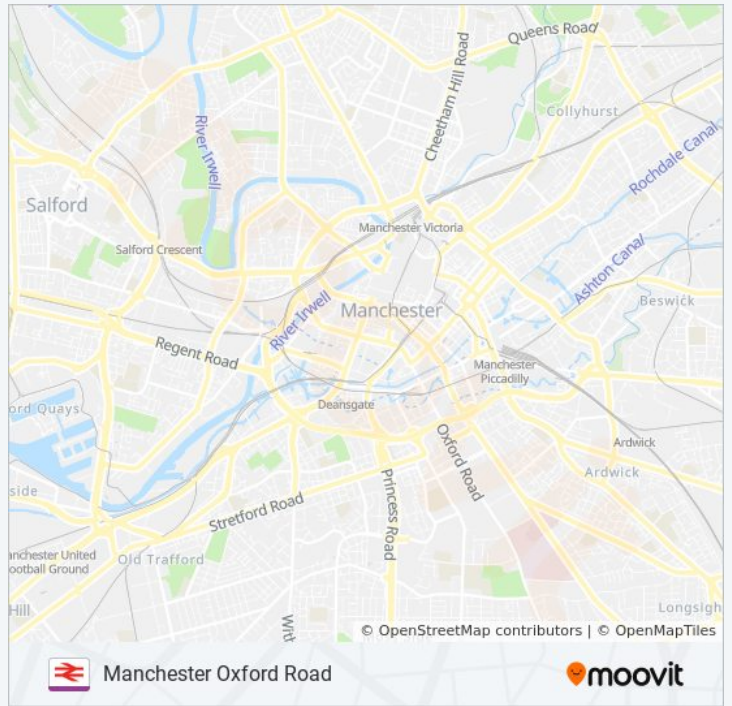 Queens Road
Cheetham Hill Road
Collyhurst
River Irwell
Rochdale Canal
Salford
Manchester Victoria
Salford Crescent
Ashton Canal
River Irwell
Manchester
Beswick
Regent Road
Manchester
Piccadilly
Deansgate
ord Quays
Oxford Road
Ardwick
Ardwick
Princess Road
side
Stretford Road
anchester United
ootball Ground
Old Trafford
Hill
Longsigh
With
© OpenStreetMap contributors | © OpenMapTiles
Manchester Oxford Road
moovit